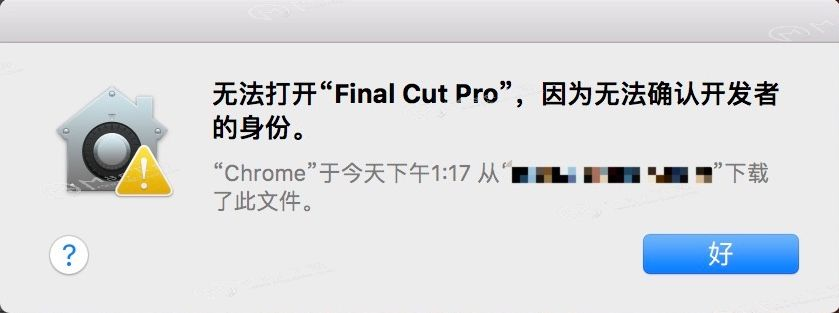 无法打开“Final Cut Pro”，因为无法确认开发者
的身份。
“Chrome”于今天下午1:17 从“”下载
了此文件。
?
好